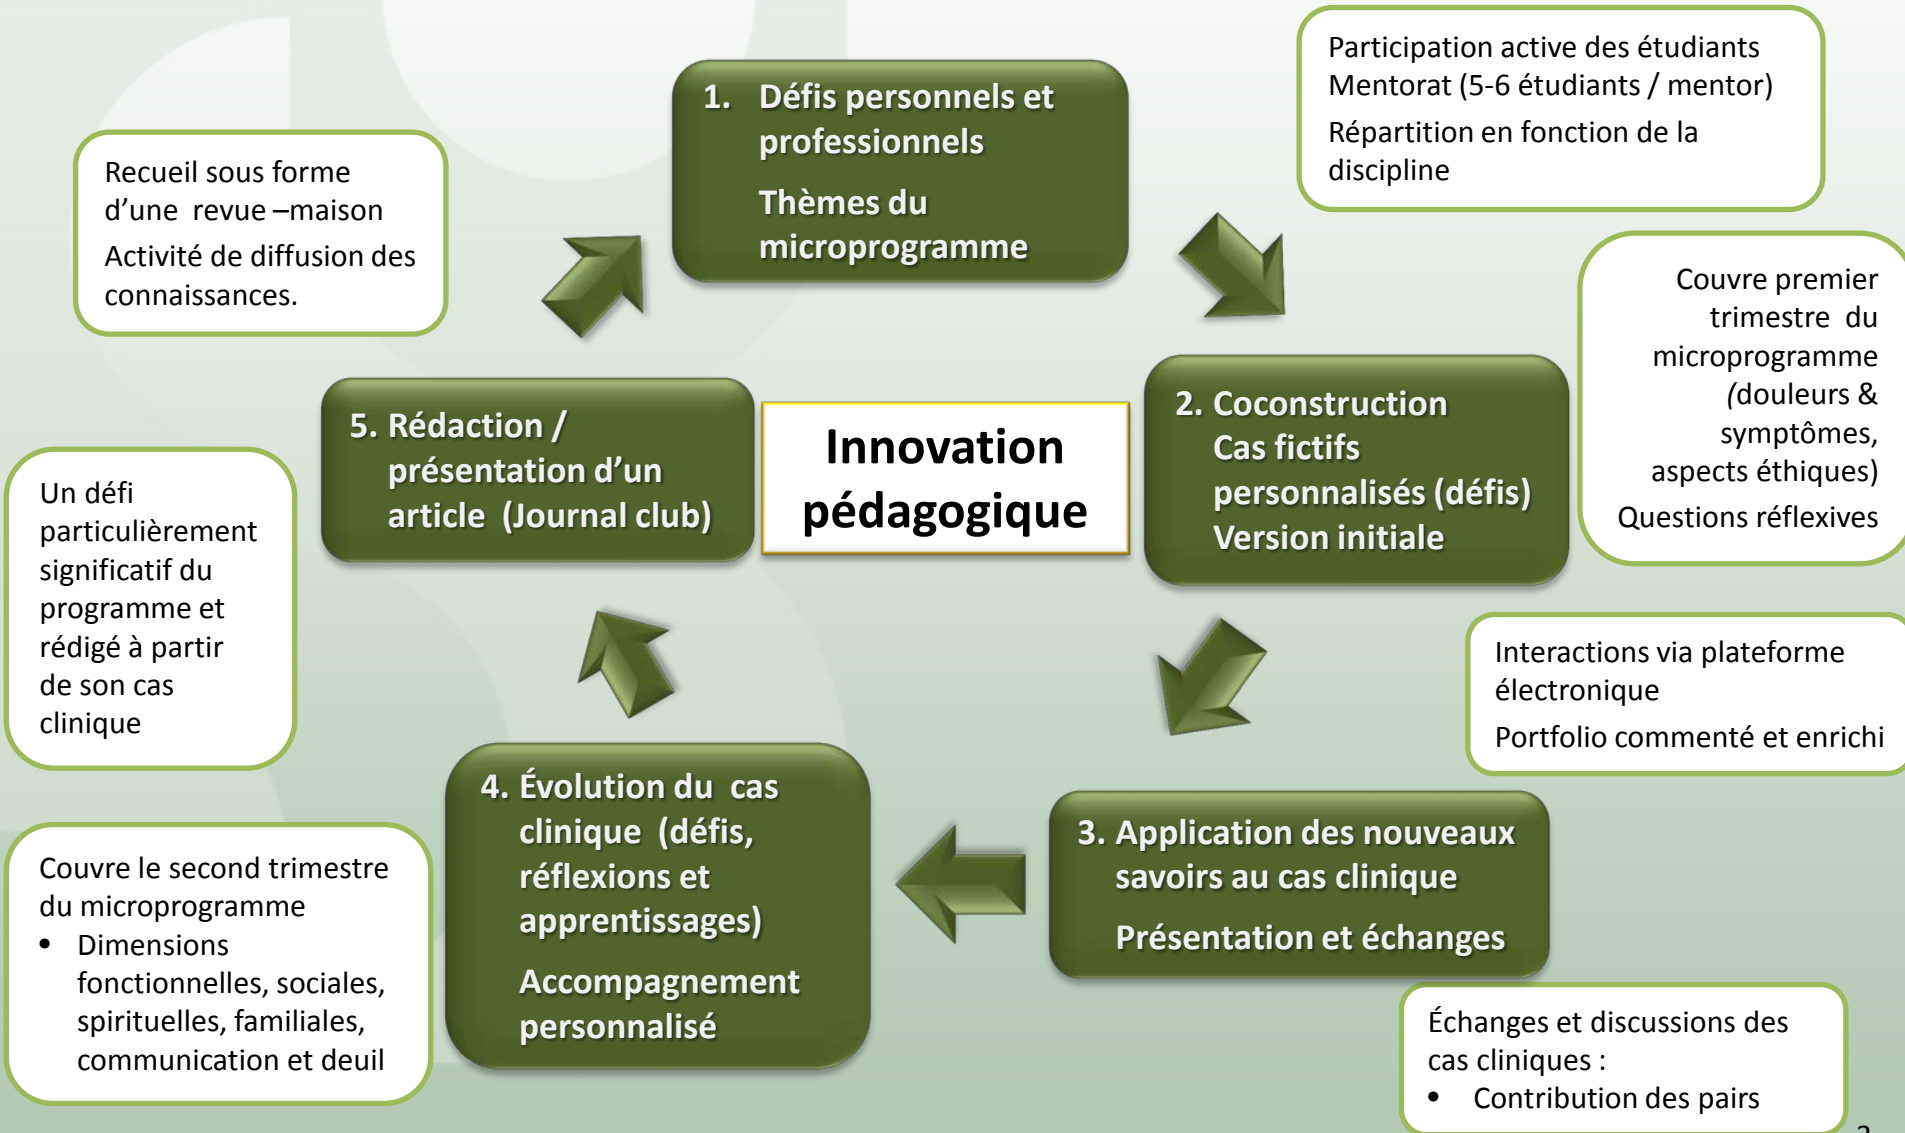 1. Défis personnels et
professionnels
Thèmes du
microprogramme
Participation active des étudiants
Mentorat (5-6 étudiants / mentor)
Répartition en fonction de la
discipline
Recueil sous forme
d’une  revue –maison
Activité de diffusion des
connaissances.
Couvre premier
trimestre  du
microprogramme
(douleurs &
symptômes,
aspects éthiques)
Questions réflexives
2. Coconstruction
Cas fictifs
personnalisés (défis)
Version initiale
Innovation
pédagogique
5. Rédaction /
présentation d’un
article  (Journal club)
Un défi
particulièrement
significatif du
programme et
rédigé à partir
de son cas
clinique
Interactions via plateforme
électronique
Portfolio commenté et enrichi
3. Application des nouveaux
savoirs au cas clinique
Présentation et échanges
4. Évolution du  cas
clinique  (défis,
réflexions et
apprentissages)
Accompagnement
personnalisé
Couvre le second trimestre
du microprogramme
• Dimensions
fonctionnelles, sociales,
spirituelles, familiales,
communication et deuil
Échanges et discussions des
cas cliniques :
• Contribution des pairs